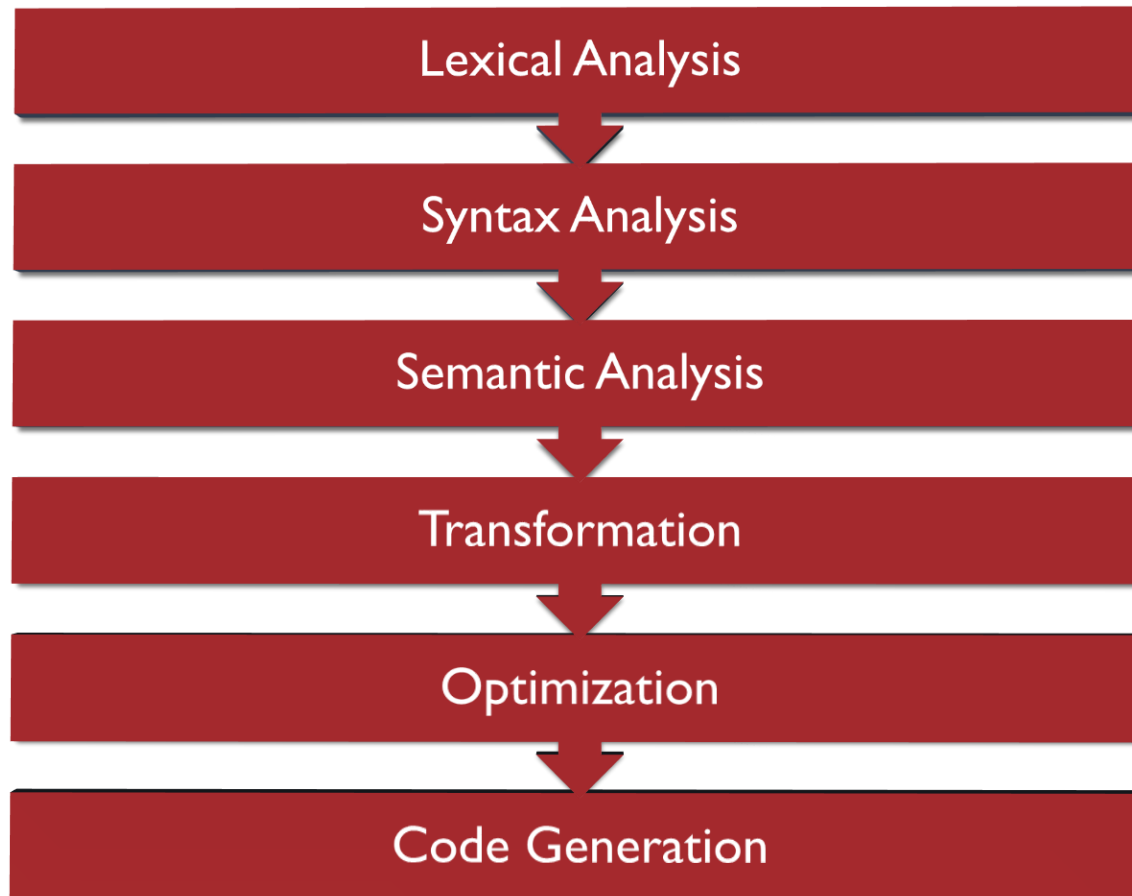 Lexical Analysis
Syntax Analysis
Semantic Analysis
Transformation
Optimization
Code Generation